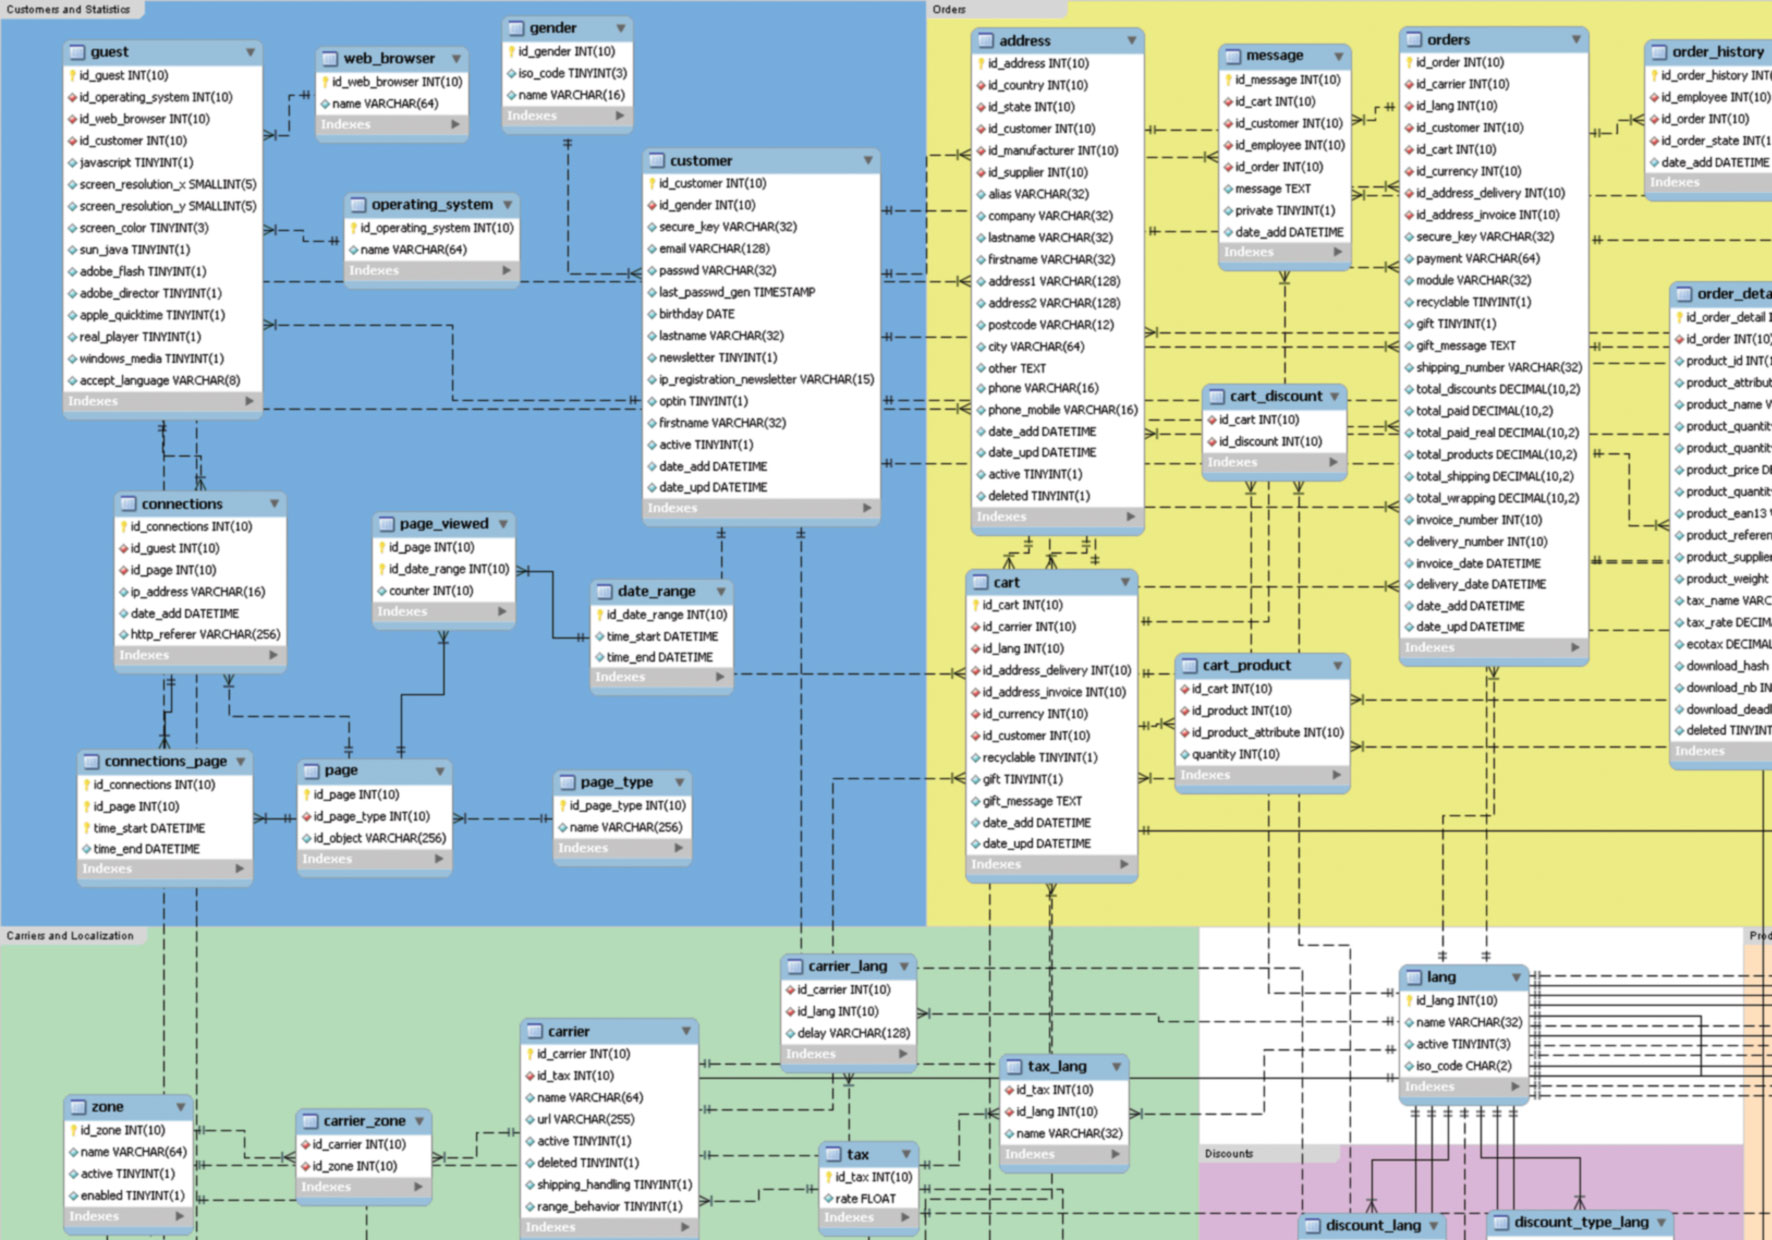 Customers and Statistics
guest
id_guest INT(10)
id_operating_system INT(10)
id_web_browser INT(10)
id_customer INT(10)
javascript TINYINT(1)
screen_resolution_x SMALLINT(5)
screen_resolution_y SMALLINT(5)
screen_color TINYINT(3)
sun_java TINYINT(1)
adobe_flash TINYINT(1)
adobe_director TINYINT(1)
apple_quicktime TINYINT(1)
real_player TINYINT(1)
windows_media TINYINT(1)
accept_language VARCHAR(8)
Indexes
web_browser
id_web_browser INT(10)
name VARCHAR(64)
Indexes
gender
id_gender INT(10)
iso_code TINYINT(3)
name VARCHAR(16)
Indexes
operating_system
id_operating_system INT(10)
name VARCHAR(64)
Indexes
customer
id_customer INT(10)
id_gender INT(10)
secure_key VARCHAR(32)
email VARCHAR(128)
passwd VARCHAR(32)
last_passwd_gen TIMESTAMP
birthday DATE
lastname VARCHAR(32)
newsletter TINYINT(1)
ip_registration_newsletter VARCHAR(15)
optin TINYINT(1)
firstname VARCHAR(32)
active TINYINT(1)
date_add DATETIME
date_upd DATETIME
Indexes
connections
id_connections INT(10)
id_guest INT(10)
id_page INT(10)
ip_address VARCHAR(16)
date_add DATETIME
http_referer VARCHAR(256)
Indexes
page_viewed
id_page INT(10)
id_date_range INT(10)
counter INT(10)
Indexes
date_range
id_date_range INT(10)
time_start DATETIME
time_end DATETIME
Indexes
connections_page
id_connections INT(10)
id_page INT(10)
time_start DATETIME
time_end DATETIME
Indexes
page
id_page INT(10)
id_page_type INT(10)
id_object VARCHAR(256)
Indexes
page_type
id_page_type INT(10)
name VARCHAR(256)
Indexes
Orders
address
id_address INT(10)
id_country INT(10)
id_state INT(10)
id_customer INT(10)
id_manufacturer INT(10)
id_supplier INT(10)
alias VARCHAR(32)
company VARCHAR(32)
lastname VARCHAR(32)
firstname VARCHAR(32)
address1 VARCHAR(128)
address2 VARCHAR(128)
postcode VARCHAR(12)
city VARCHAR(64)
other TEXT
phone VARCHAR(16)
phone_mobile VARCHAR(16)
date_add DATETIME
date_upd DATETIME
active TINYINT(1)
deleted TINYINT(1)
Indexes
message
id_message INT(10)
id_cart INT(10)
id_customer INT(10)
id_employee INT(10)
id_order INT(10)
message TEXT
private TINYINT(1)
date_add DATETIME
Indexes
orders
id_order INT(10)
id_carrier INT(10)
id_lang INT(10)
id_customer INT(10)
id_cart INT(10)
id_currency INT(10)
id_address_delivery INT(10)
id_address_invoice INT(10)
secure_key VARCHAR(32)
payment VARCHAR(64)
module VARCHAR(32)
recyclable TINYINT(1)
gift TINYINT(1)
gift_message TEXT
shipping_number VARCHAR(32)
total_discounts DECIMAL(10,2)
total_paid DECIMAL(10,2)
total_paid_real DECIMAL(10,2)
total_products DECIMAL(10,2)
total_shipping DECIMAL(10,2)
total_wrapping DECIMAL(10,2)
invoice_number INT(10)
delivery_number INT(10)
invoice_date DATETIME
delivery_date DATETIME
date_add DATETIME
date_upd DATETIME
Indexes
order_history
id_order_history INT(
id_employee INT(10)
id_order INT(10)
id_order_state INT(1
date_add DATETIME
Indexes
order_deta
id_order_detail I
id_order INT(10)
product_id INT(1
product_attribut
product_name V
product_quantit
product_quantit
product_price DE
product_quantit
product_ean13 V
product_referen
product_supplier
product_weight
tax_name VARC
tax_rate DECIM
ecotax DECIMAL
download_hash
download_nb IN
download_deadl
deleted TINYINT
Indexes
cart_discount
id_cart INT(10)
id_discount INT(10)
Indexes
cart
id_cart INT(10)
id_carrier INT(10)
id_lang INT(10)
id_address_delivery INT(10)
id_address_invoice INT(10)
id_currency INT(10)
id_customer INT(10)
recyclable TINYINT(1)
gift TINYINT(1)
gift_message TEXT
date_add DATETIME
date_upd DATETIME
Indexes
cart_product
id_cart INT(10)
id_product INT(10)
id_product_attribute INT(10)
quantity INT(10)
Indexes
Carriers and Localization
carrier_lang
id_carrier INT(10)
id_lang INT(10)
delay VARCHAR(128)
Indexes
carrier
id_carrier INT(10)
id_tax INT(10)
name VARCHAR(64)
url VARCHAR(255)
active TINYINT(1)
deleted TINYINT(1)
shipping_handling TINYINT(1)
range_behavior TINYINT(1)
Indexes
zone
id_zone INT(10)
name VARCHAR(64)
active TINYINT(1)
enabled TINYINT(1)
Indexes
carrier_zone
id_carrier INT(10)
id_zone INT(10)
Indexes
tax_lang
id_tax INT(10)
id_lang INT(10)
name VARCHAR(32)
Indexes
tax
id_tax INT(10)
rate FLOAT
Indexes
lang
id_lang INT(10)
name VARCHAR(32)
active TINYINT(3)
iso_code CHAR(2)
Indexes
Prod
Discounts
discount_lang
discount_type_lang